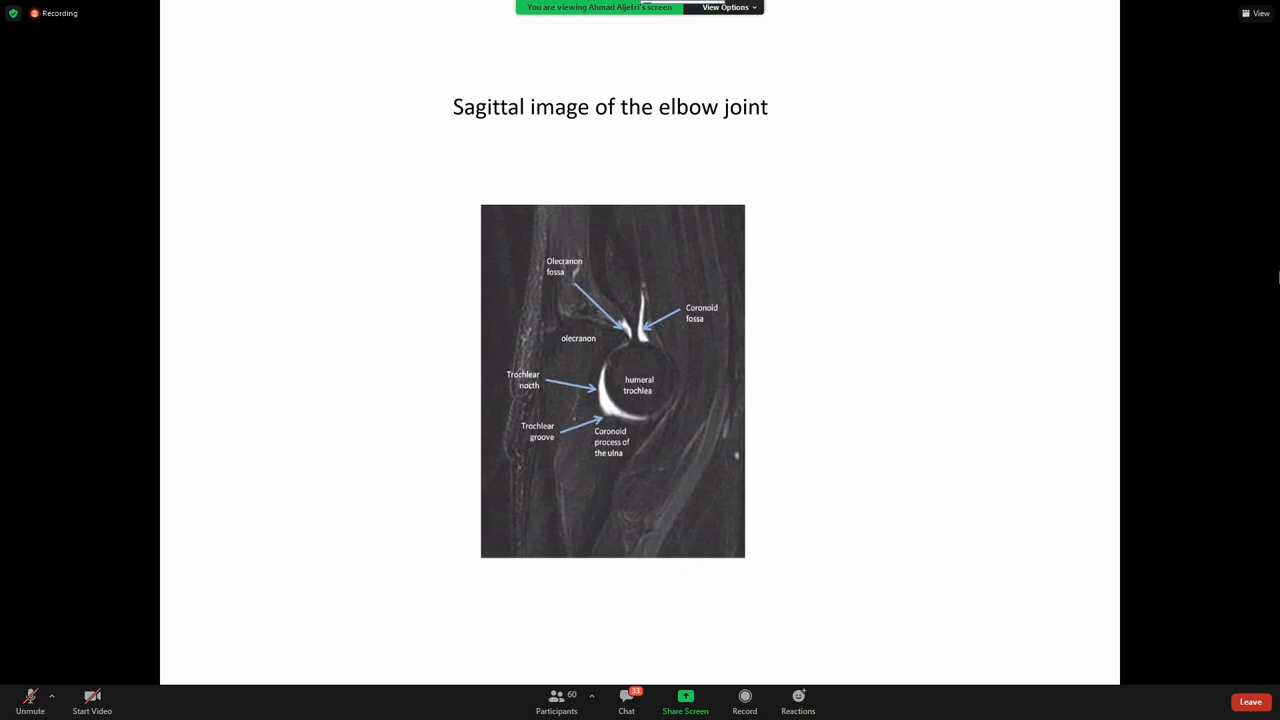 Recording
You are viewing Ahmad Aljefri's screen
View Options
View
Sagittal image of the elbow joint
Olecranon
fossa
Coronoid
fossa
olecranon
Trochlear
nocth
humeral
trochlea
Trochlear
groove
Coronoid
process of
the ulna
Unmute
Start Video
60
Participants
33
Chat
Share Screen
Record
Reactions
Leave